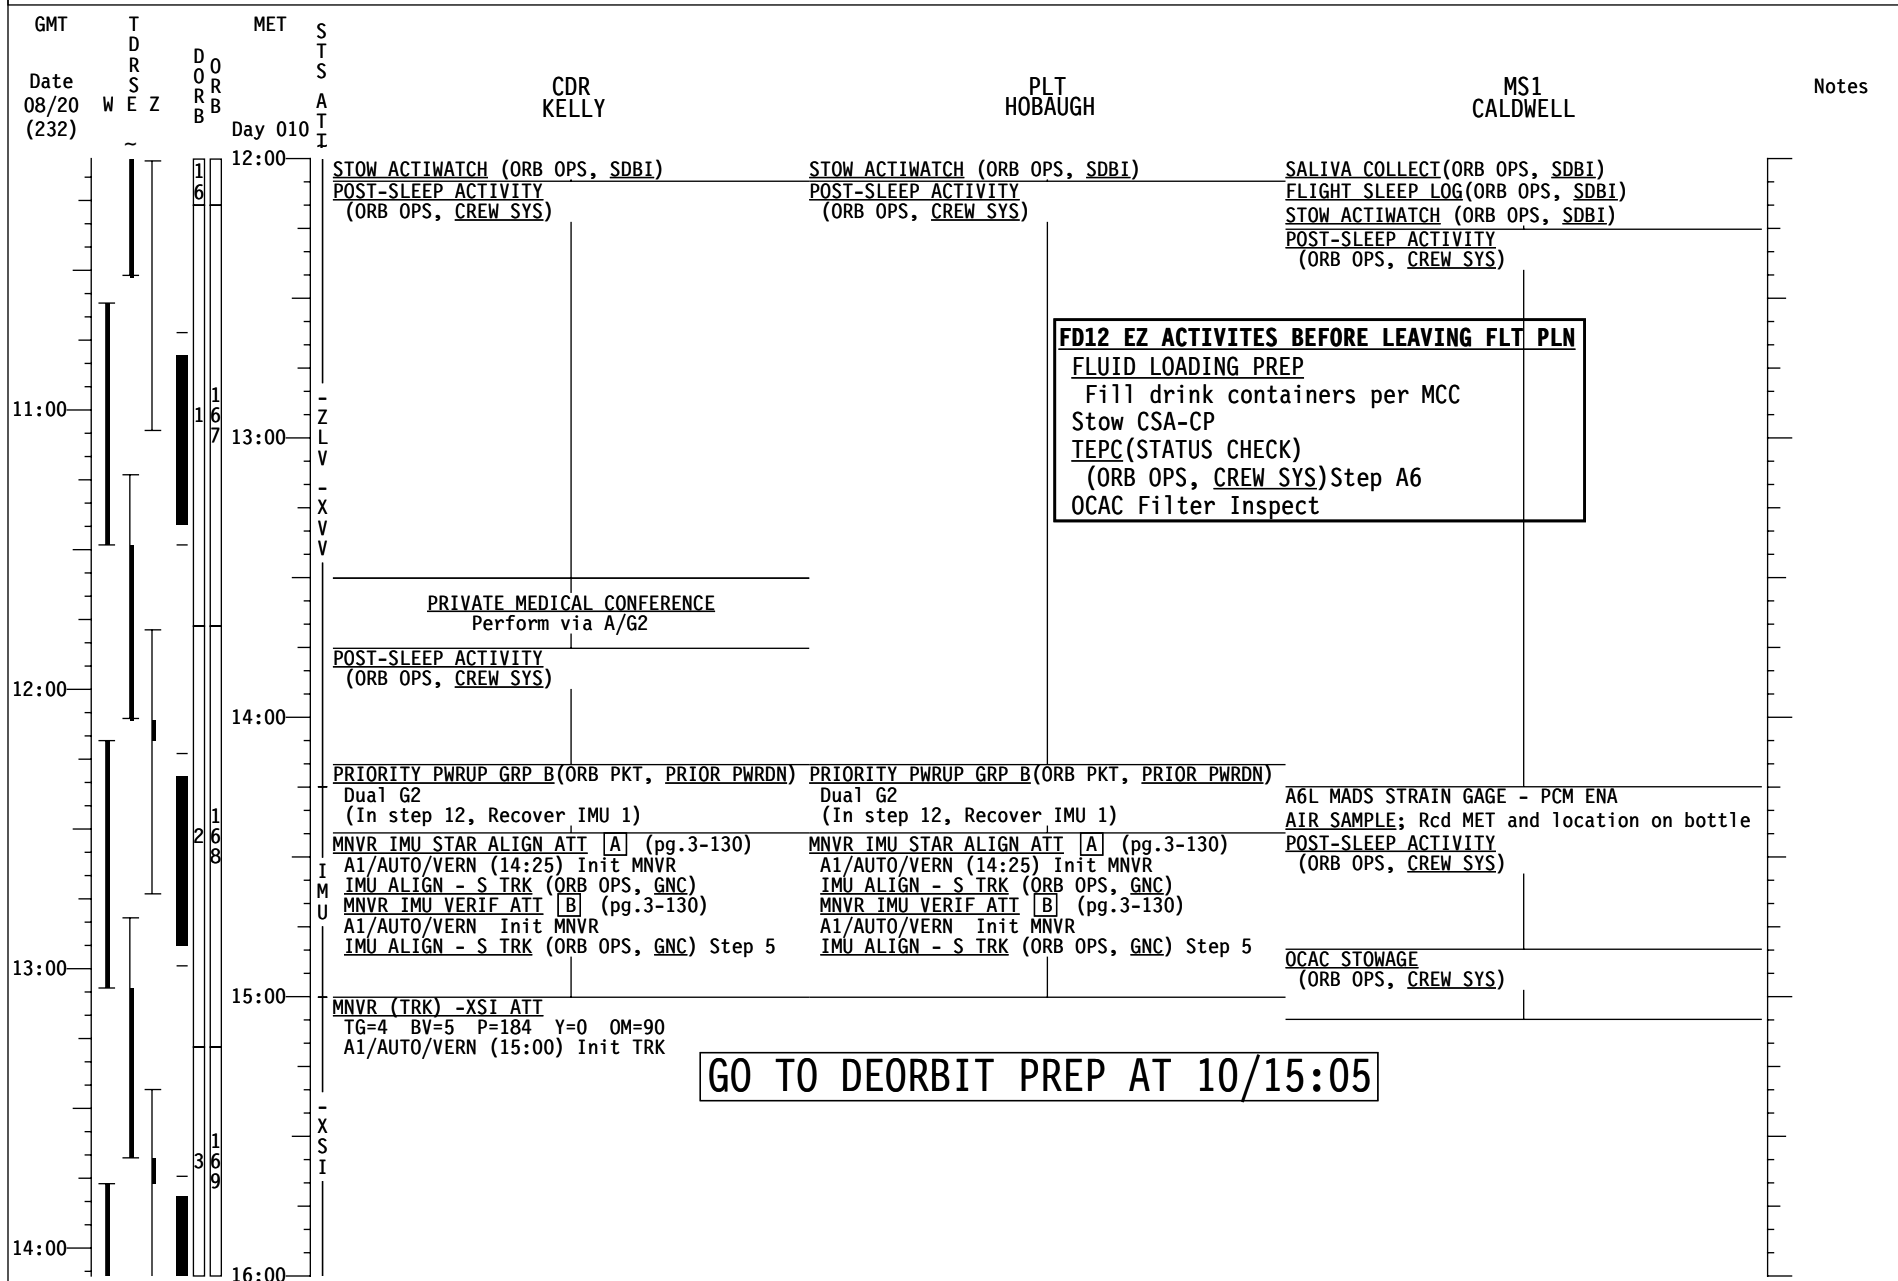 GMT
TDRS
MET
STS ATT
Date
08/20
(232)
W E Z
DORB
ORB
Day 010
CDR
KELLY
PLT
HOBAUGH
MS1
CALDWELL
Notes
~
12:00
16
STOW ACTIWATCH (ORB OPS, SDBI)
POST-SLEEP ACTIVITY
(ORB OPS, CREW SYS)
STOW ACTIWATCH (ORB OPS, SDBI)
POST-SLEEP ACTIVITY
(ORB OPS, CREW SYS)
SALIVA COLLECT(ORB OPS, SDBI)
FLIGHT SLEEP LOG(ORB OPS, SDBI)
STOW ACTIWATCH (ORB OPS, SDBI)
POST-SLEEP ACTIVITY
(ORB OPS, CREW SYS)
FD12 EZ ACTIVITES BEFORE LEAVING FLT PLN
FLUID LOADING PREP
Fill drink containers per MCC
Stow CSA-CP
TEPC(STATUS CHECK)
(ORB OPS, CREW SYS)Step A6
OCAC Filter Inspect
11:00
1
167
13:00
-ZLV -XVV
PRIVATE MEDICAL CONFERENCE
Perform via A/G2
POST-SLEEP ACTIVITY
(ORB OPS, CREW SYS)
12:00
14:00
PRIORITY PWRUP GRP B(ORB PKT, PRIOR PWRDN)
Dual G2
(In step 12, Recover IMU 1)
MNVR IMU STAR ALIGN ATT A (pg.3-130)
A1/AUTO/VERN (14:25) Init MNVR
IMU ALIGN - S TRK (ORB OPS, GNC)
MNVR IMU VERIF ATT B (pg.3-130)
A1/AUTO/VERN Init MNVR
IMU ALIGN - S TRK (ORB OPS, GNC) Step 5
PRIORITY PWRUP GRP B(ORB PKT, PRIOR PWRDN)
Dual G2
(In step 12, Recover IMU 1)
MNVR IMU STAR ALIGN ATT A (pg.3-130)
A1/AUTO/VERN (14:25) Init MNVR
IMU ALIGN - S TRK (ORB OPS, GNC)
MNVR IMU VERIF ATT B (pg.3-130)
A1/AUTO/VERN Init MNVR
IMU ALIGN - S TRK (ORB OPS, GNC) Step 5
A6L MADS STRAIN GAGE - PCM ENA
AIR SAMPLE; Rcd MET and location on bottle
POST-SLEEP ACTIVITY
(ORB OPS, CREW SYS)
OCAC STOWAGE
(ORB OPS, CREW SYS)
2
168
IMU
13:00
15:00
MNVR (TRK) -XSI ATT
TG=4 BV=5 P=184 Y=0 OM=90
A1/AUTO/VERN (15:00) Init TRK
GO TO DEORBIT PREP AT 10/15:05
3
169
-XSI
14:00
16:00